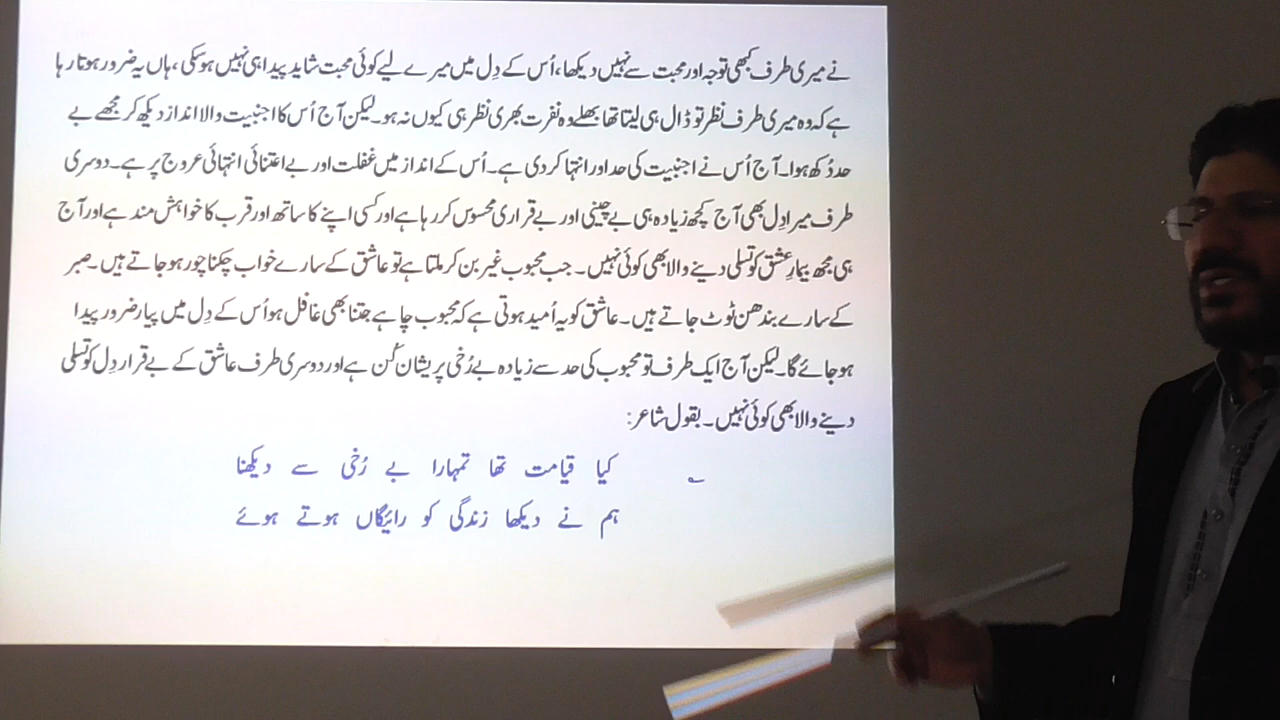 نے میری طرف کبھی توجہ اور محبت سے نہیں دیکھا، اُس کے دِل میں میرے لیے کوئی محبت شاید پیدا ہی نہیں ہو سکی، ہاں یہ ضرور ہوتا رہا
ہے کہ وہ میری طرف نظر تو ڈال ہی لیتا تھا بھلے وہ نفرت بھری نظر ہی کیوں نہ ہو۔ لیکن آج اُس کا اجنبیت والا انداز دیکھ کر مجھے بے
حد دُکھ ہوا۔ آج اُس نے اجنبیت کی حد اور انتہا کر دی ہے۔ اُس کے انداز میں غفلت اور بے اعتنائی انتہائی عروج پر ہے۔ دوسری
طرف میرا دِل بھی آج کچھ زیادہ ہی بے چینی اور بے قراری محسوس کر رہا ہے اور کسی اپنے کا ساتھ اور قرب کا خواہش مند ہے اور آج
ہی مجھ بیمارِ عشق کو تسلی دینے والا بھی کوئی نہیں۔ جب محبوب غیر بن کر ملتا ہے تو عاشق کے سارے خواب چکنا چور ہو جاتے ہیں۔ صبر
کے سارے بندھن ٹوٹ جاتے ہیں۔ عاشق کو یہ اُمید ہوتی ہے کہ محبوب چاہے جتنا بھی غافل ہو اُس کے دِل میں پیار ضرور پیدا
ہو جائے گا۔ لیکن آج ایک طرف تو محبوب کی حد سے زیادہ بے رُخی پریشان کُن ہے اور دوسری طرف عاشق کے بے قرار دِل کو تسلی
دینے والا بھی کوئی نہیں۔ بقول شاعر:
؎ کیا قیامت تھا تمہارا بے رُخی سے دیکھنا
ہم نے دیکھا زندگی کو رائیگاں ہوتے ہوئے